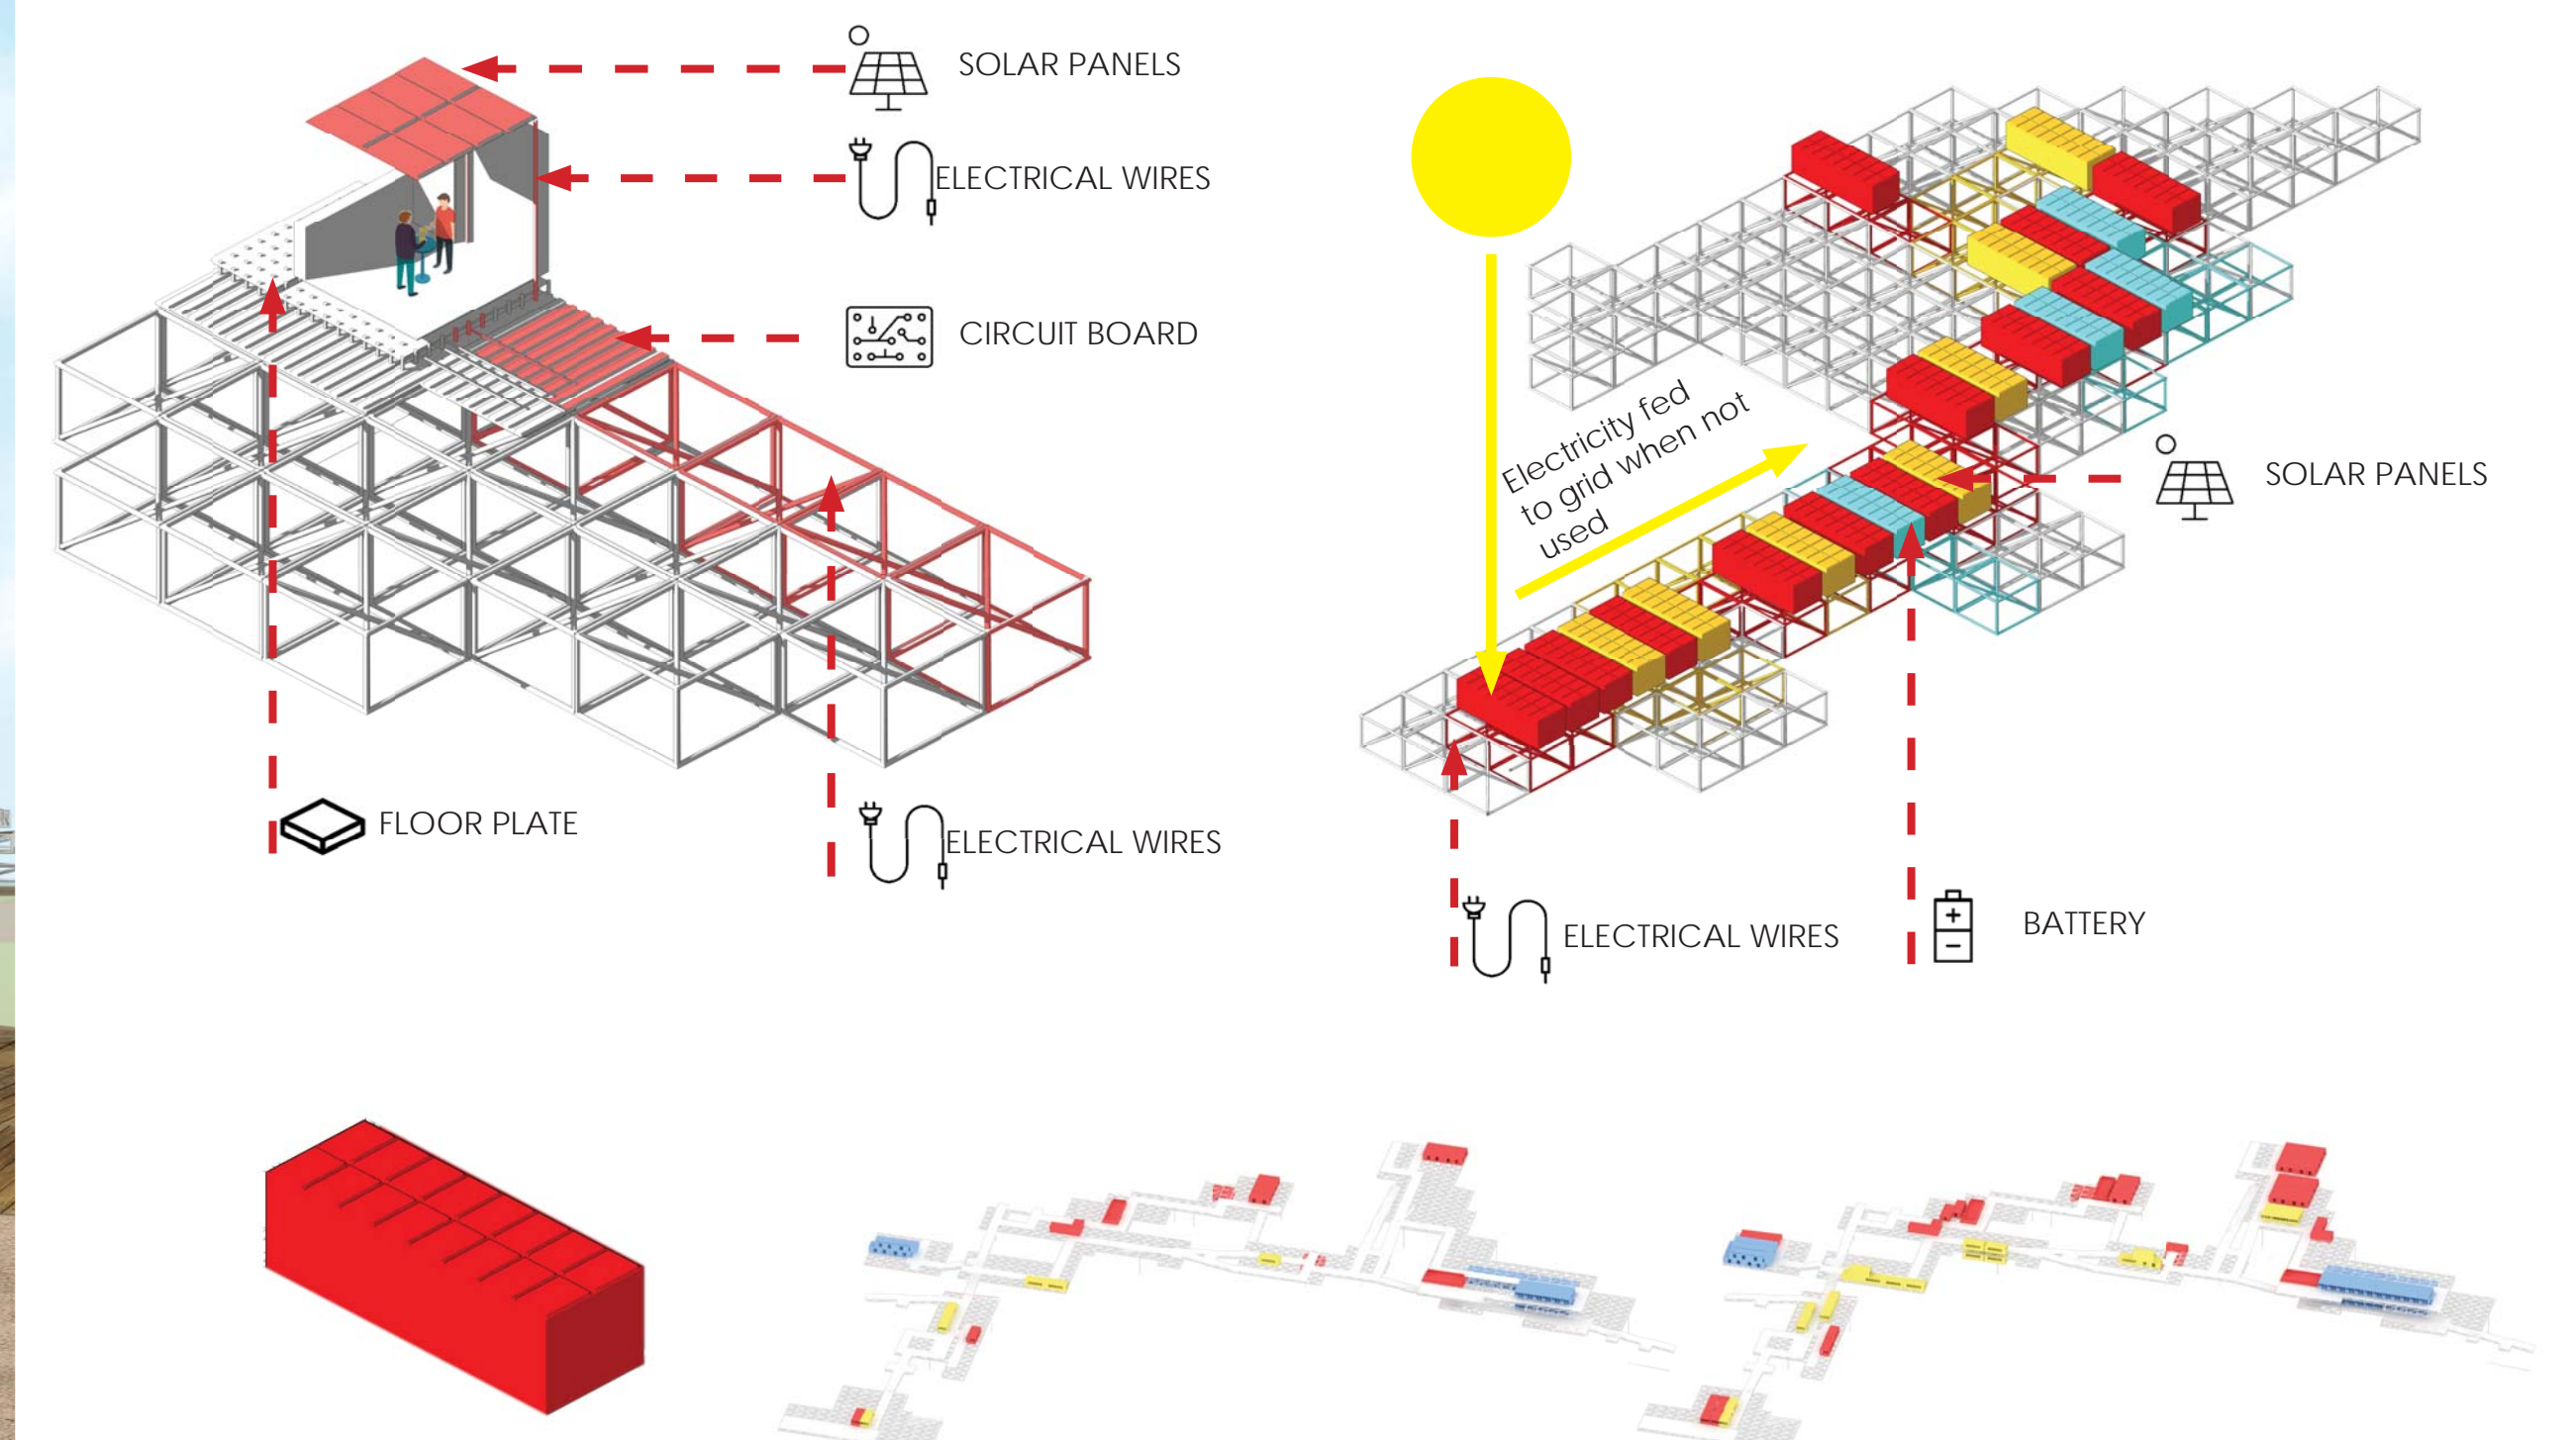 SOLAR PANELS
ELECTRICAL WIRES
CIRCUIT BOARD
FLOOR PLATE
ELECTRICAL WIRES
Electricity fed
to grid when not
used
SOLAR PANELS
ELECTRICAL WIRES
BATTERY